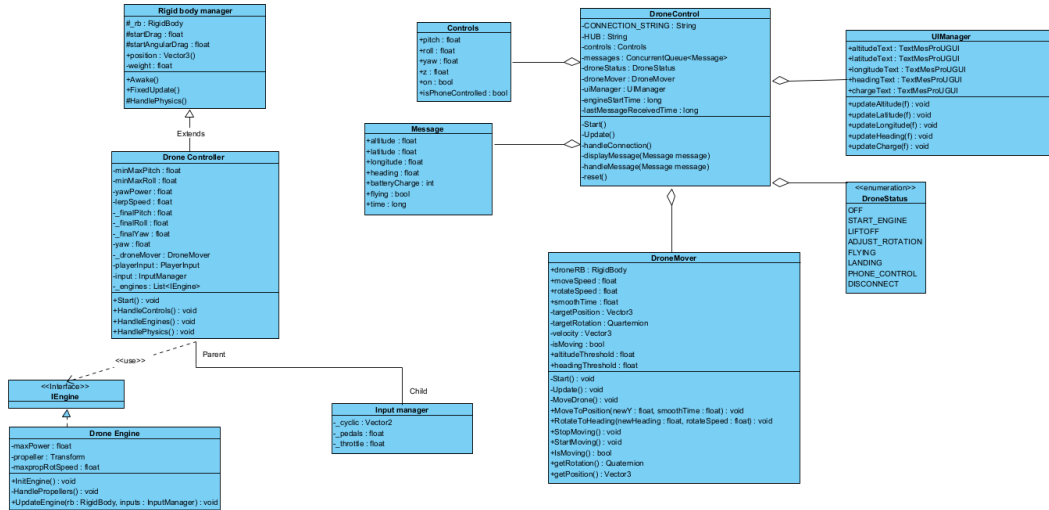 Rigid body manager
#_rb : RigidBody
#startDrag : float
#startAngularDrag : float
+position : Vector3()
-weight : float
+Awake()
+FixedUpdate()
#HandlePhysics()
Extends
Drone Controller
-minMaxPitch : float
-minMaxRoll : float
-yawPower : float
-lerpSpeed : float
-_finalPitch : float
-_finalRoll : float
-_finalYaw : float
-yaw : float
-_droneMover : DroneMover
-playerInput : PlayerInput
-input : InputManager
-_engines : List<IEngine>
+Start() : void
+HandleControls() : void
+HandleEngines() : void
+HandlePhysics() : void
<<use>>
Parent
Child
<<Interface>>
IEngine
Drone Engine
-maxPower : float
-propeller : Transform
-maxpropRotSpeed : float
+InitEngine() : void
-HandlePropellers() : void
+UpdateEngine(rb : RigidBody, inputs : InputManager) : void
Input manager
-_cyclic : Vector2
-_pedals : float
-_throttle : float
Controls
+pitch : float
+roll : float
+yaw : float
+z : float
+on : bool
+isPhoneControlled : bool
Message
+altitude : float
+latitude : float
+longitude : float
+heading : float
+batteryCharge : int
+flying : bool
+time : long
DroneControl
-CONNECTION_STRING : String
-HUB : String
-controls : Controls
-messages : ConcurrentQueue<Message>
-droneStatus : DroneStatus
-droneMover : DroneMover
-uiManager : UIManager
-engineStartTime : long
-lastMessageReceivedTime : long
-Start()
-Update()
-handleConnection()
-displayMessage(Message message)
-handleMessage(Message message)
-reset()
UIManager
+altitudeText : TextMesProUGUI
+latitudeText : TextMesProUGUI
+longitudeText : TextMesProUGUI
+headingText : TextMesProUGUI
+chargeText : TextMesProUGUI
+updateAltitude(f) : void
+updateLatitude(f) : void
+updateLongitude(f) : void
+updateHeading(f) : void
+updateCharge(f) : void
<<enumeration>>
DroneStatus
OFF
START_ENGINE
LIFTOFF
ADJUST_ROTATION
FLYING
LANDING
PHONE_CONTROL
DISCONNECT
DroneMover
+droneRB : RigidBody
+moveSpeed : float
+rotateSpeed : float
+smoothTime : float
-targetPosition : Vector3
-targetRotation : Quarternion
-velocity : Vector3
-isMoving : bool
+altitudeThreshold : float
+headingThreshold : float
-Start() : void
-Update() : void
-MoveDrone() : void
+MoveToPosition(newY : float, smoothTime : float) : void
+RotateToHeading(newHeading : float, rotateSpeed : float) : void
+StopMoving() : void
+StartMoving() : void
+IsMoving() : bool
+getRotation() : Quaternion
+getPosition() : Vector3